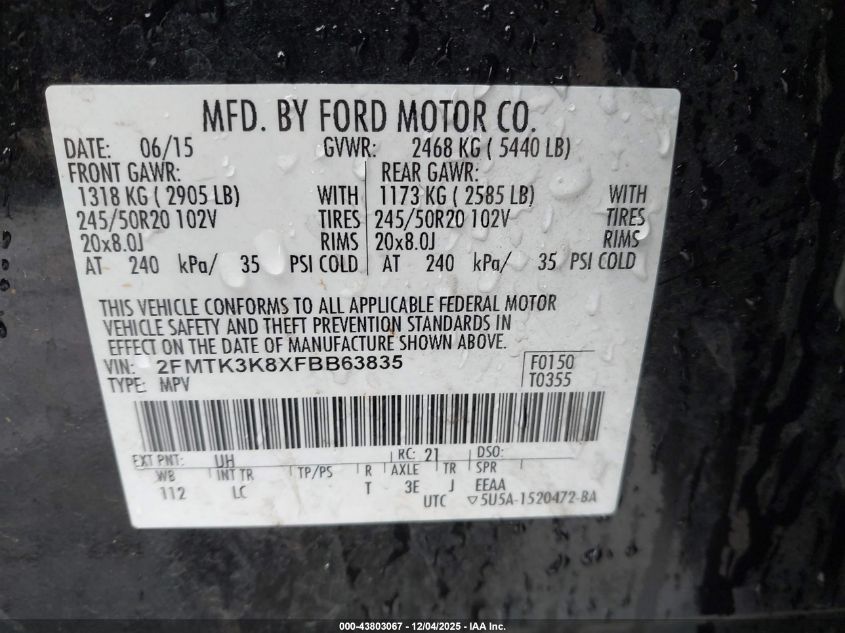 MFD. BY FORD MOTOR CO.
DATE: 06/15 GVWR: 2468 KG ( 5440 LB)
FRONT GAWR: REAR GAWR:
1318 KG ( 2905 LB) WITH 1173 KG ( 2585 LB) WITH
245/50R20 102V TIRES 245/50R20 102V TIRES
20x8.0J RIMS 20x8.0J RIMS
AT 240 kPa/ 35 PSI COLD AT 240 kPa/ 35 PSI COLD
THIS VEHICLE CONFORMS TO ALL APPLICABLE FEDERAL MOTOR
VEHICLE SAFETY AND THEFT PREVENTION STANDARDS IN
EFFECT ON THE DATE OF MANUFACTURE SHOWN ABOVE.
VIN: 2FMTK3K8XFBB63835 F0150
TYPE: MPV T0355
EXT PNT: UH RC: 21 DSO:
WB INT TR TP/PS R AXLE TR SPR
112 LC T 3E J EEAA
UTC ▽5U5A-1520472-BA
000-43803067 - 12/04/2025 - IAA Inc.